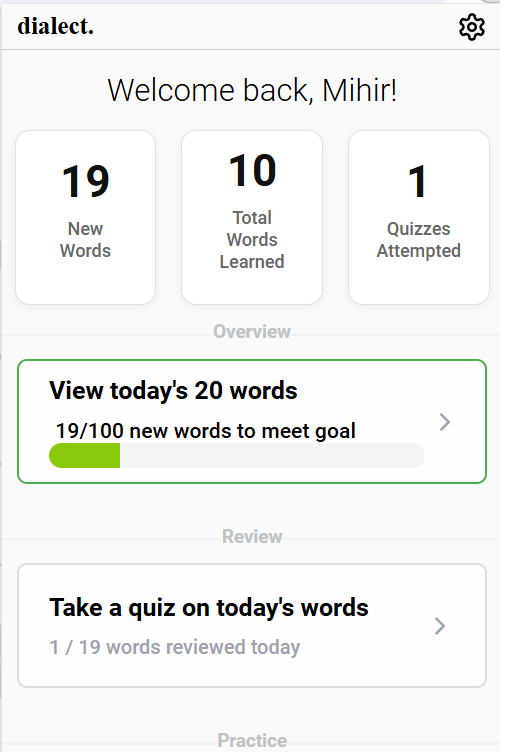 dialect.
Welcome back, Mihir!
19
New
Words
10
Total
Words
Learned
1
Quizzes
Attempted
Overview
View today's 20 words
19/100 new words to meet goal
Review
Take a quiz on today's words
1 / 19 words reviewed today
Practice